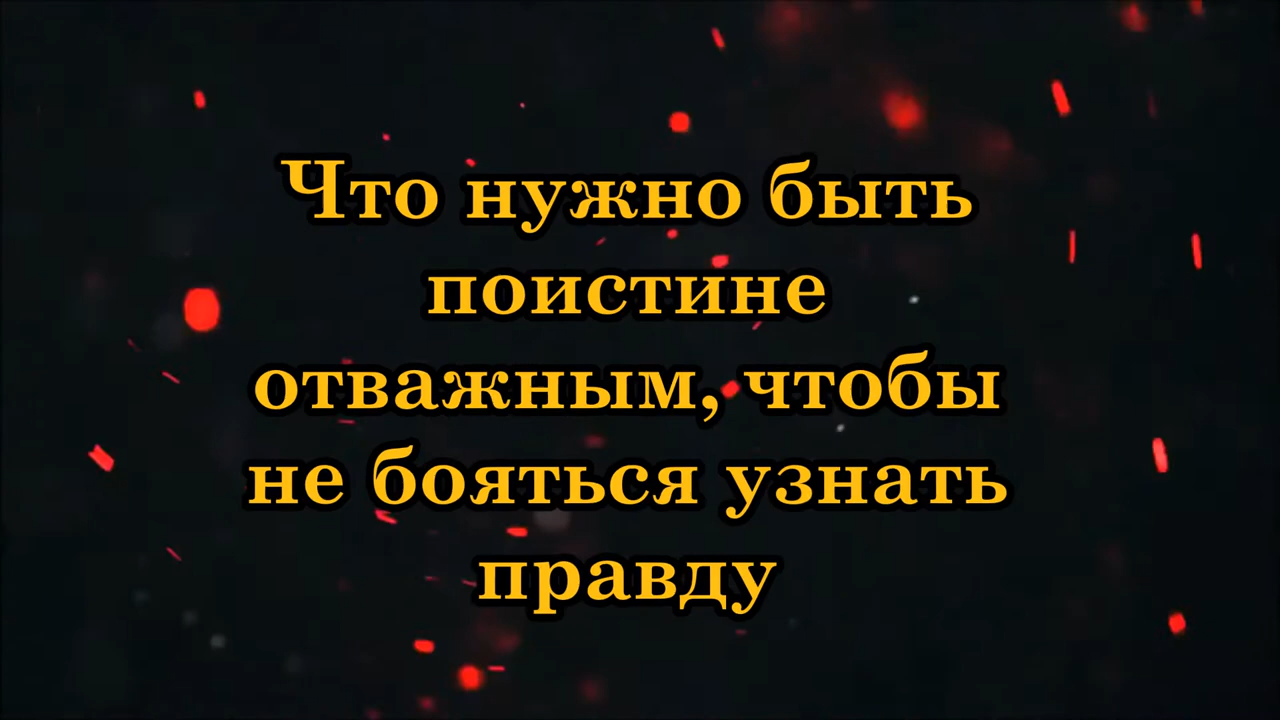 Что нужно быть
поистине
отважным, чтобы
не бояться узнать
правду